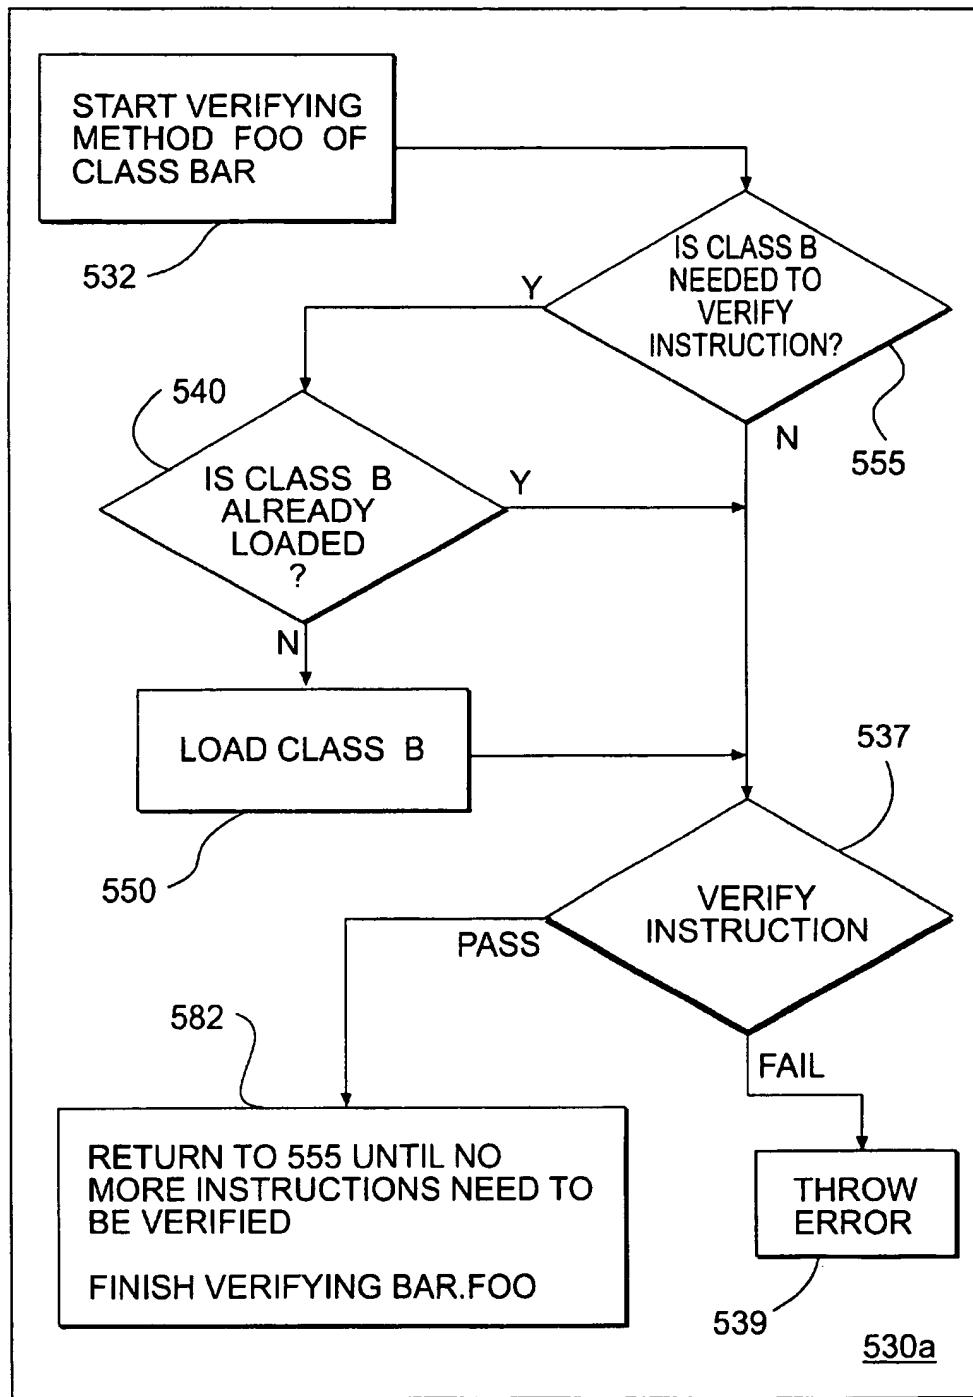 START VERIFYING
METHOD FOO OF
CLASS BAR
532
IS CLASS B
NEEDED TO
VERIFY
INSTRUCTION?
555
Y
N
540
IS CLASS B
ALREADY
LOADED
?
Y
N
LOAD CLASS B
550
537
VERIFY
INSTRUCTION
PASS
FAIL
582
RETURN TO 555 UNTIL NO
MORE INSTRUCTIONS NEED TO
BE VERIFIED
FINISH VERIFYING BAR.FOO
THROW
ERROR
539
530a